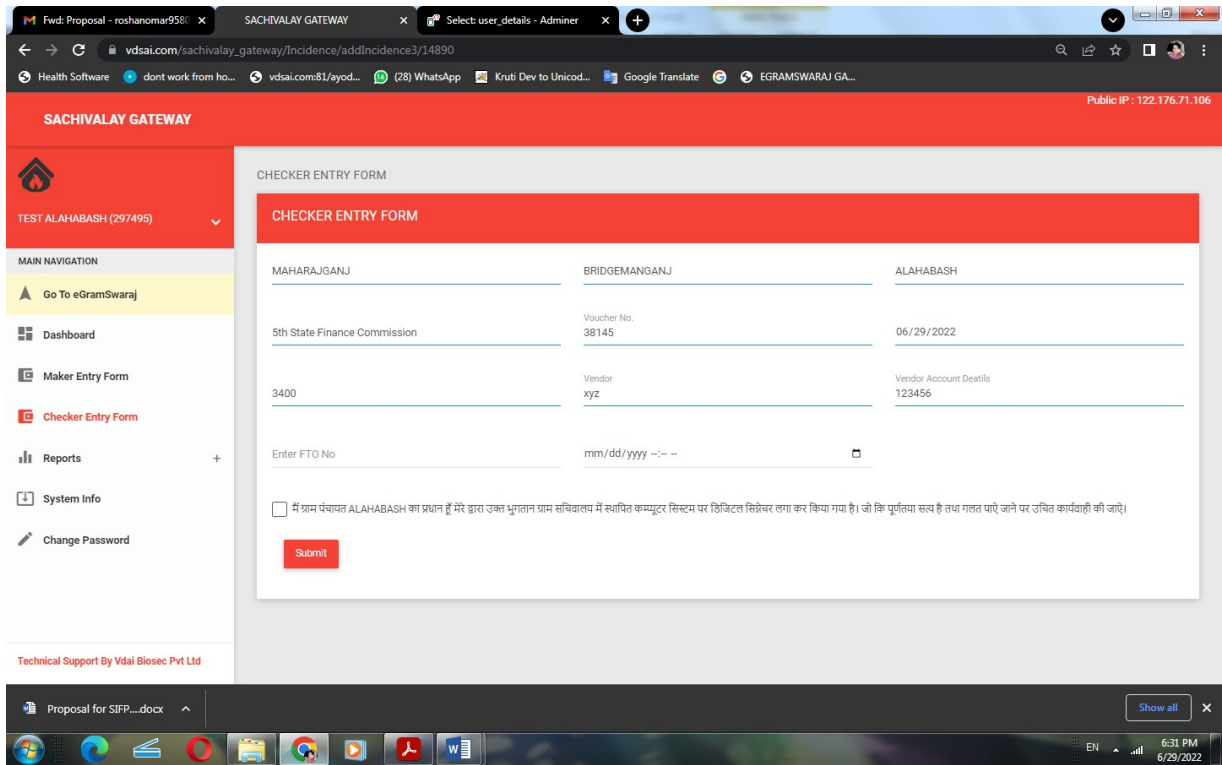 Fwd: Proposal - roshanomar9580
SACHIVALAY GATEWAY
Select: user_details - Adminer
vdsai.com/sachivalay_gateway/Incidence/addIncidence3/14890
Health Software
dont work from ho...
vdsai.com:81/ayod...
(28) WhatsApp
Kruti Dev to Unicod...
Google Translate
EGRAMSWARAJ GA...
Public IP : 122.176.71.106
SACHIVALAY GATEWAY
TEST ALAHABASH (297495)
MAIN NAVIGATION
Go To eGramSwaraj
Dashboard
Maker Entry Form
Checker Entry Form
Reports +
System Info
Change Password
Technical Support By Vdai Biosec Pvt Ltd
CHECKER ENTRY FORM
CHECKER ENTRY FORM
MAHARAJGANJ
BRIDGEMANGANJ
ALAHABASH
5th State Finance Commission
Voucher No.
38145
06/29/2022
3400
Vendor
xyz
Vendor Account Deatils
123456
Enter FTO No
mm/dd/yyyy --:-- --
मैं ग्राम पंचायत ALAHABASH का प्रधान हूँ मेरे द्वारा उक्त भुगतान ग्राम सचिवालय में स्थापित कम्प्यूटर सिस्टम पर डिजिटल सिग्नेचर लगा कर किया गया है। जो कि पूर्णतया सत्य है तथा गलत पाऐ जाने पर उचित कार्यवाही की जाऐ।
Submit
Proposal for SIFP....docx
Show all
EN
6:31 PM
6/29/2022